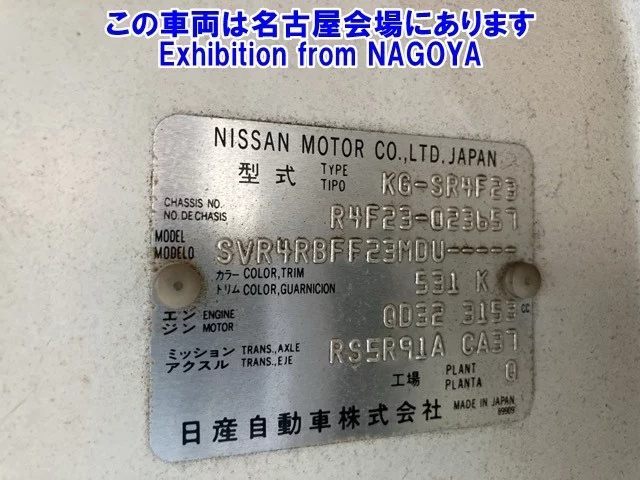 この車両は名古屋会場にあります
Exhibition from NAGOYA
NISSAN MOTOR CO.,LTD. JAPAN
型式 TYPE TIPO KG-SR4F23
CHASSIS NO. NO. DE CHASIS R4F23-023657
MODEL MODELO SVR4RBFF23MDU-----
カラー COLOR, TRIM
トリム COLOR, GUARNICION 531 K
エンジン ENGINE MOTOR QD32 3153 cc
ミッション TRANS., AXLE
アクスル TRANS., EJE RS5R91A CA37
工場 PLANT PLANTA Q
日産自動車株式会社 MADE IN JAPAN